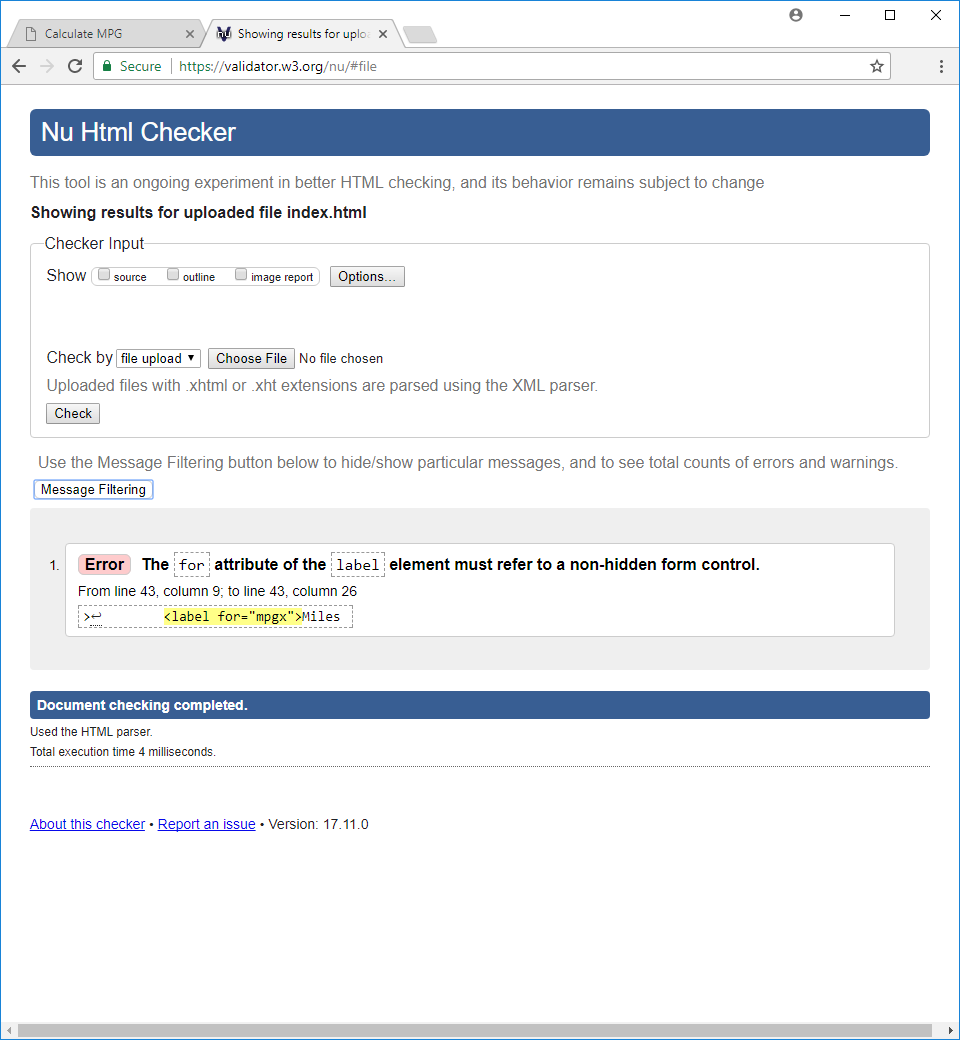 Calculate MPG
Showing results for uplo
Secure https://validator.w3.org/nu/#file
Nu Html Checker
This tool is an ongoing experiment in better HTML checking, and its behavior remains subject to change
Showing results for uploaded file index.html
Checker Input
Show source outline image report Options...
Check by file upload Choose File No file chosen
Uploaded files with .xhtml or .xht extensions are parsed using the XML parser.
Check
Use the Message Filtering button below to hide/show particular messages, and to see total counts of errors and warnings.
Message Filtering
1. Error The for attribute of the label element must refer to a non-hidden form control.
From line 43, column 9; to line 43, column 26
>↩ <label for="mpgx">Miles
Document checking completed.
Used the HTML parser.
Total execution time 4 milliseconds.
About this checker • Report an issue • Version: 17.11.0